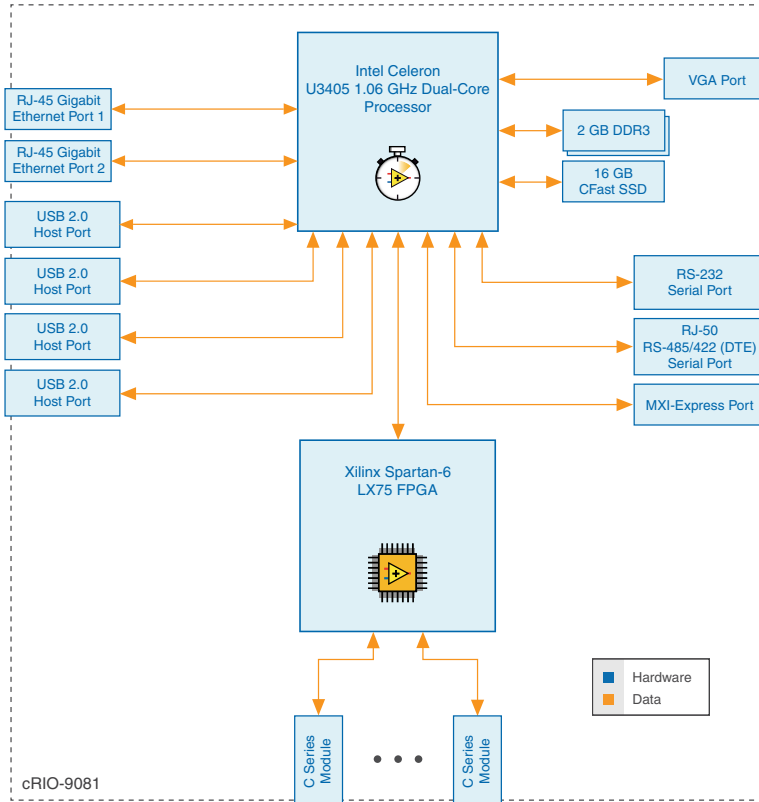 Intel Celeron
U3405 1.06 GHz Dual-Core
Processor
VGA Port
RJ-45 Gigabit
Ethernet Port 1
2 GB DDR3
RJ-45 Gigabit
Ethernet Port 2
16 GB
CFast SSD
USB 2.0
Host Port
USB 2.0
Host Port
RS-232
Serial Port
USB 2.0
Host Port
RJ-50
RS-485/422 (DTE)
Serial Port
USB 2.0
Host Port
MXI-Express Port
Xilinx Spartan-6
LX75 FPGA
Hardware
Data
C Series
Module
C Series
Module
cRIO-9081